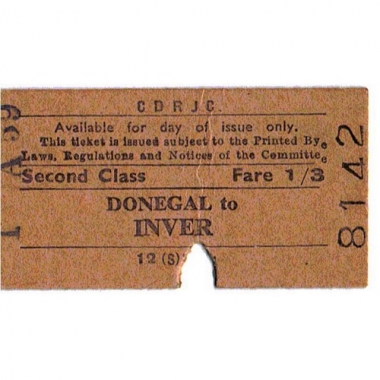 C D R J C.
Available for day of issue only.
This ticket is issued subject to the Printed Bye
Laws, Regulations and Notices of the Committee
Second Class Fare 1/3
DONEGAL to
INVER
12 (S)
8142